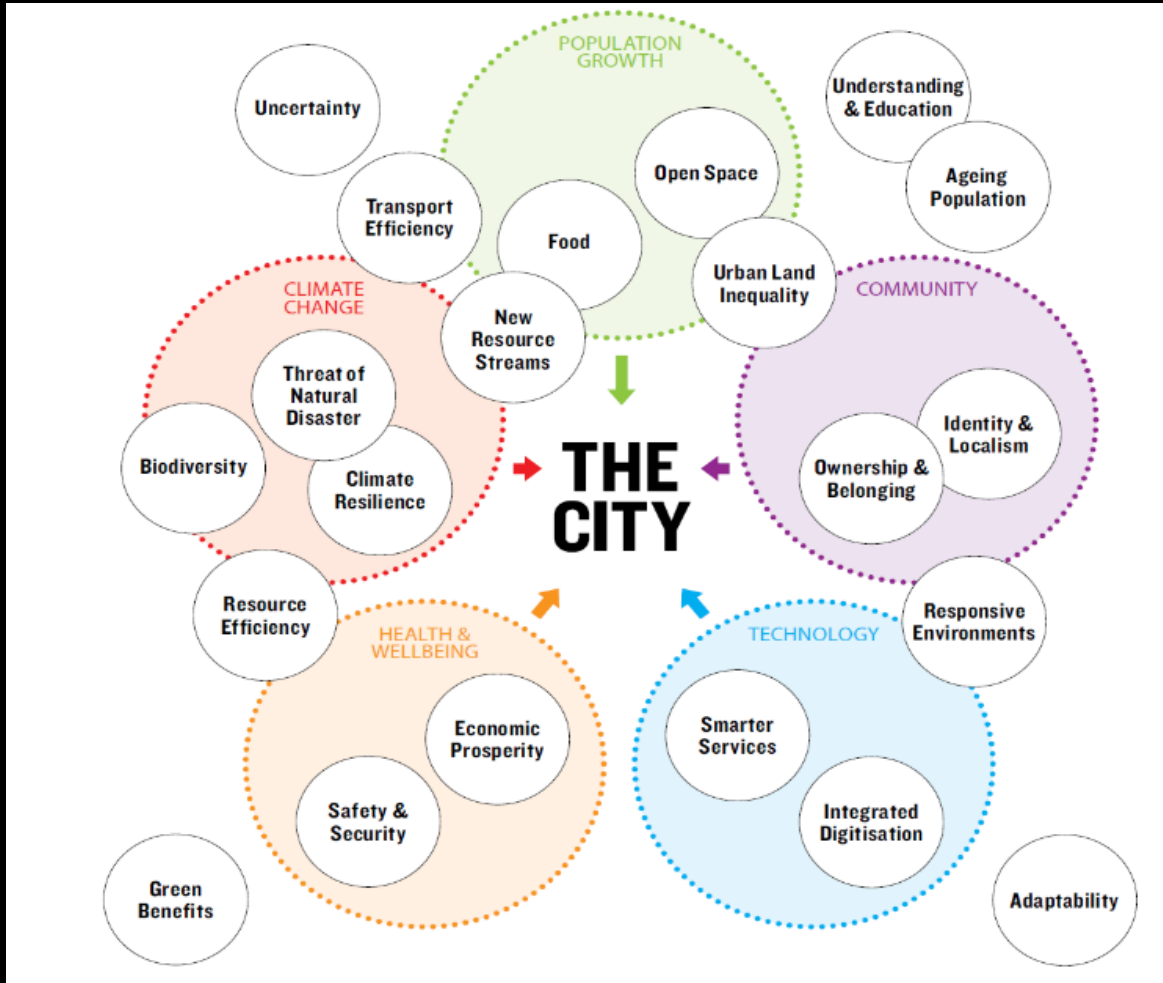 POPULATION
GROWTH
Uncertainty
Understanding
& Education
Open Space
Ageing
Population
Transport
Efficiency
Food
Urban Land
Inequality
CLIMATE
CHANGE
COMMUNITY
New
Resource
Streams
Threat of
Natural
Disaster
Identity &
Localism
Biodiversity
Climate
Resilience
THE
CITY
Ownership &
Belonging
Resource
Efficiency
Responsive
Environments
HEALTH &
WELLBEING
TECHNOLOGY
Economic
Prosperity
Smarter
Services
Safety &
Security
Integrated
Digitisation
Green
Benefits
Adaptability